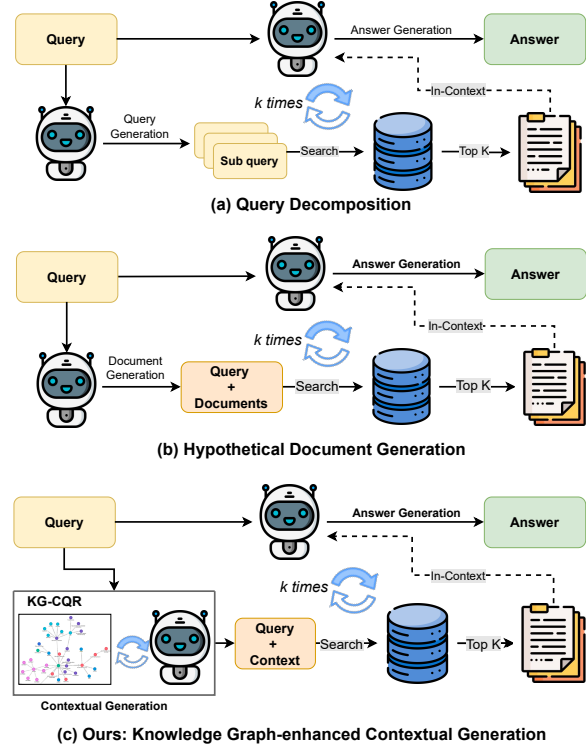 Query
Answer Generation
Answer
In-Context
k times
Query
Generation
Sub query
Search
Top K
(a) Query Decomposition
Query
Answer Generation
Answer
In-Context
k times
Document
Generation
Query
+
Documents
Search
Top K
(b) Hypothetical Document Generation
Query
Answer Generation
Answer
In-Context
k times
KG-CQR
Query
+
Context
Search
Top K
Contextual Generation
(c) Ours: Knowledge Graph-enhanced Contextual Generation